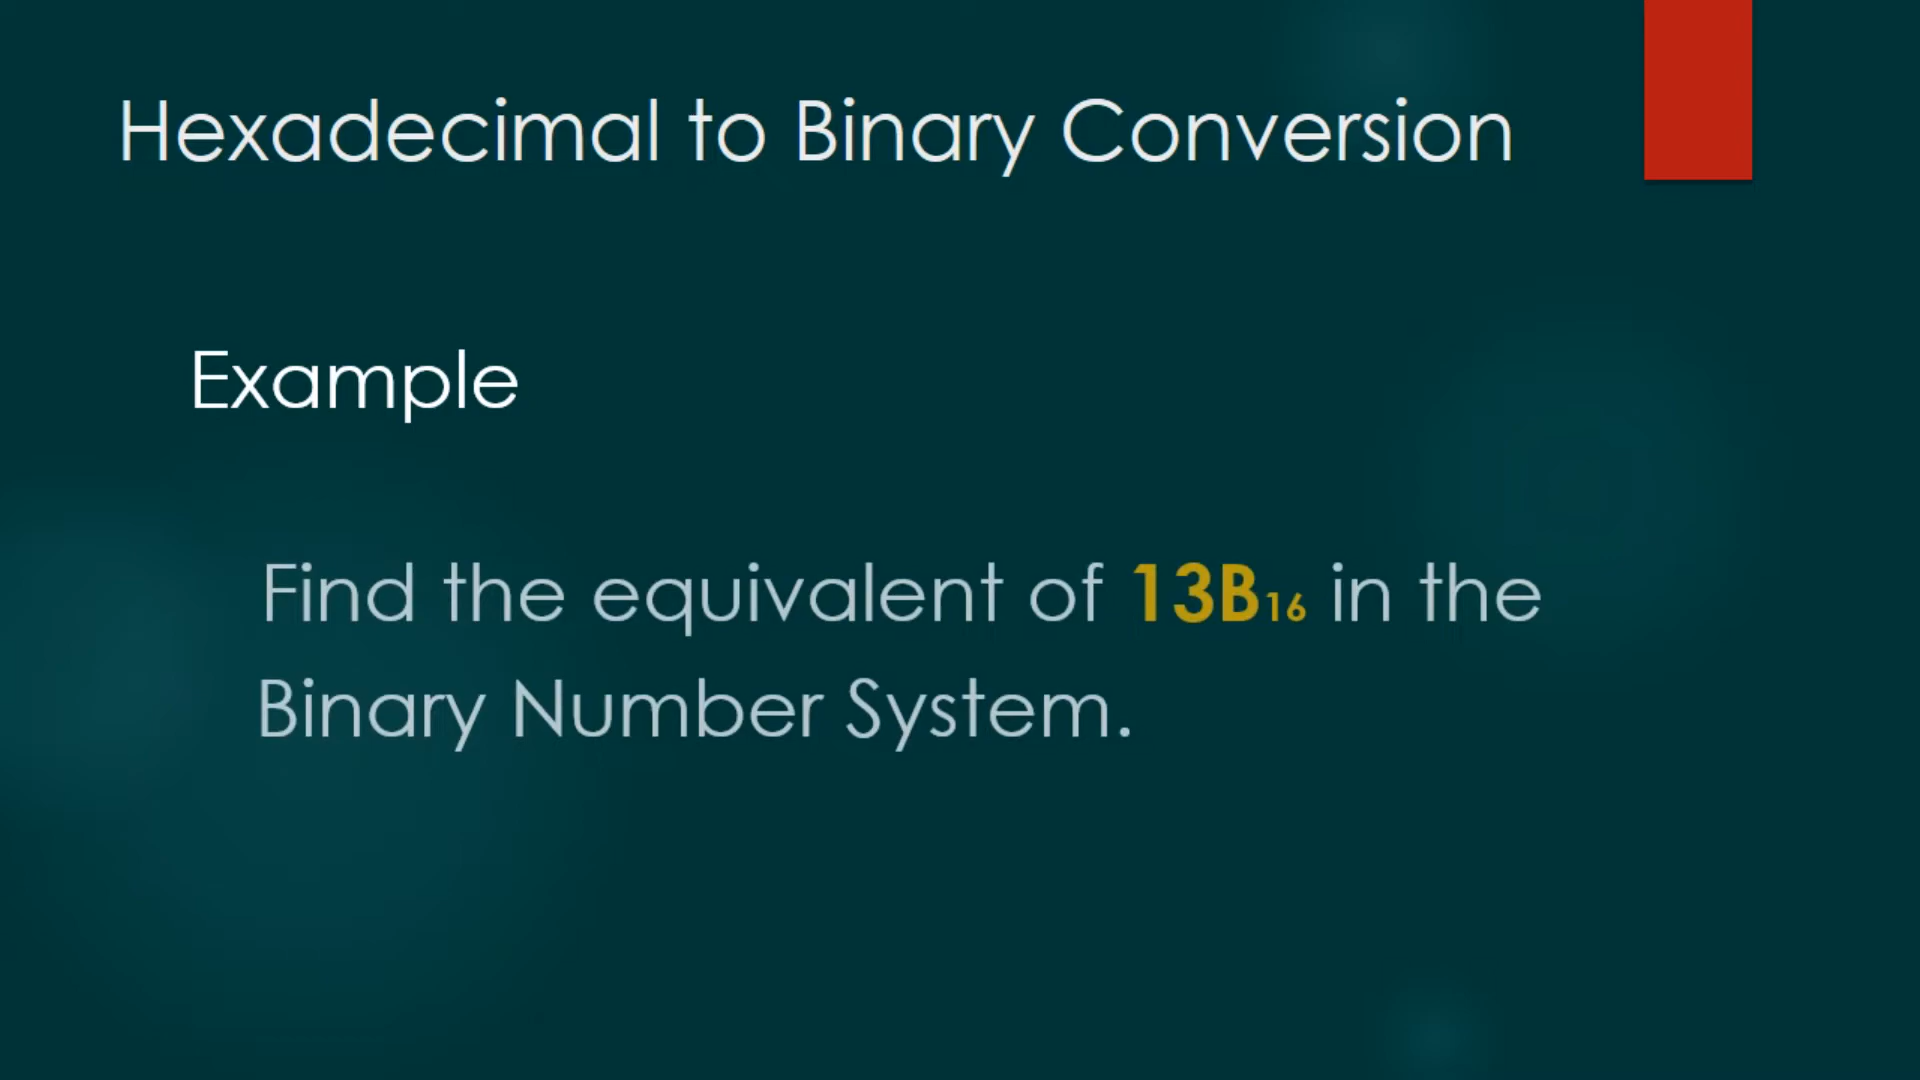 Hexadecimal to Binary Conversion
Example
Find the equivalent of 13B₁₆ in the
Binary Number System.